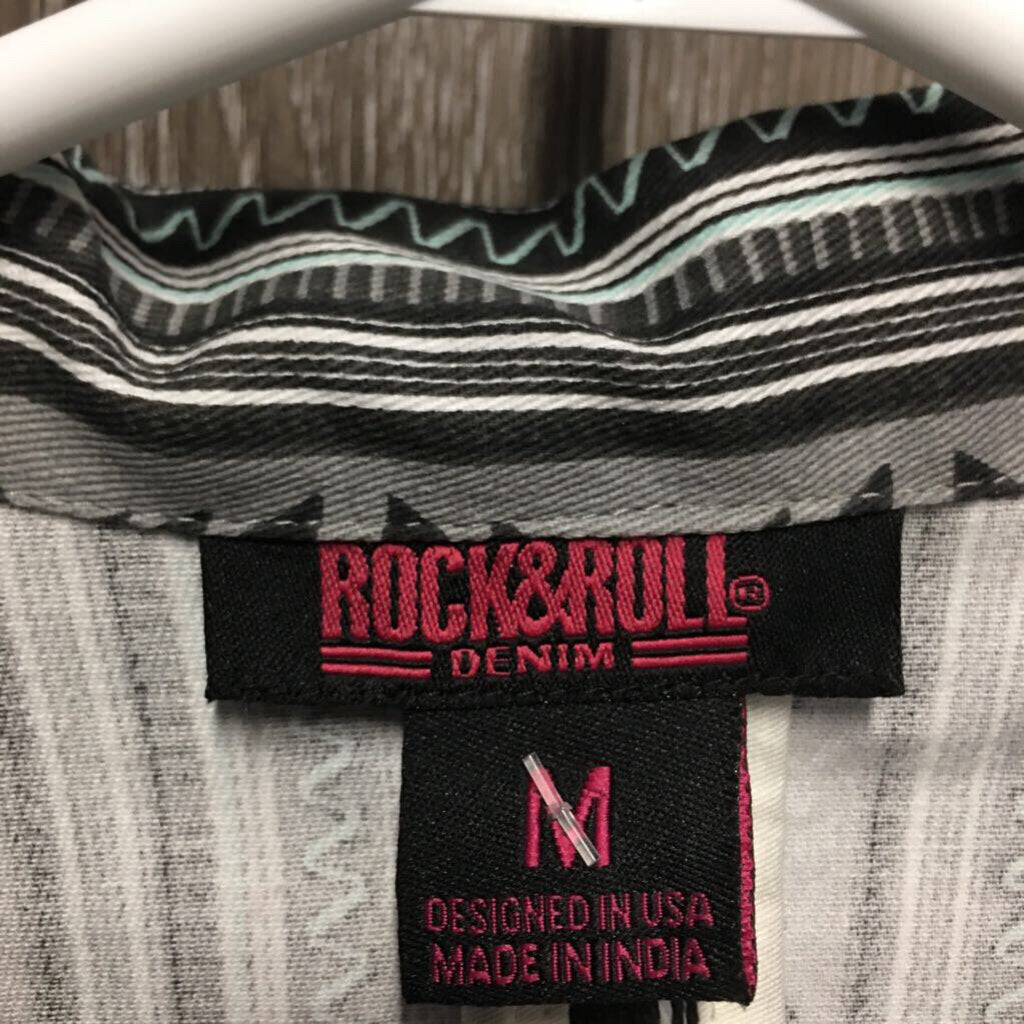 ROCK&ROLL®
DENIM
M
DESIGNED IN USA
MADE IN INDIA